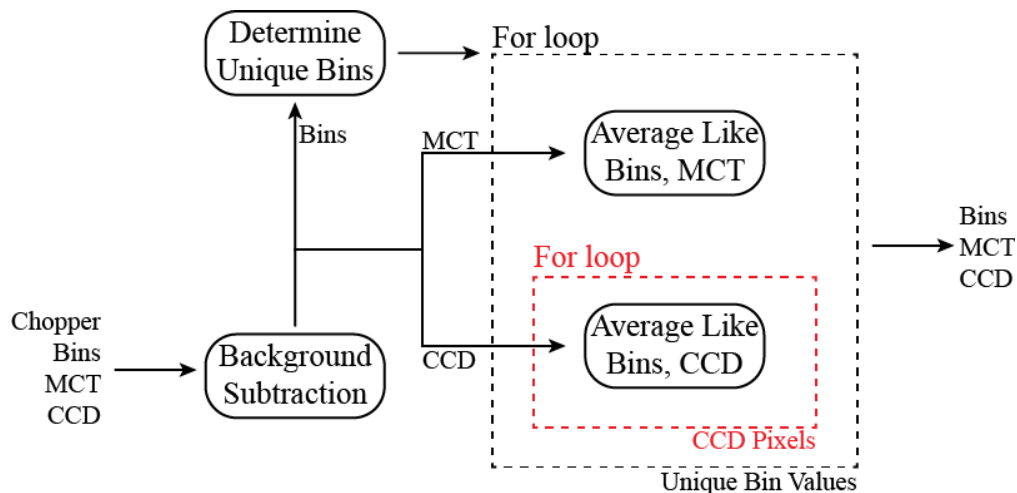 Determine
Unique Bins
For loop
Bins
MCT
Average Like
Bins, MCT
Bins
MCT
CCD
For loop
Chopper
Bins
MCT
CCD
Background
Subtraction
CCD
Average Like
Bins, CCD
CCD Pixels
Unique Bin Values